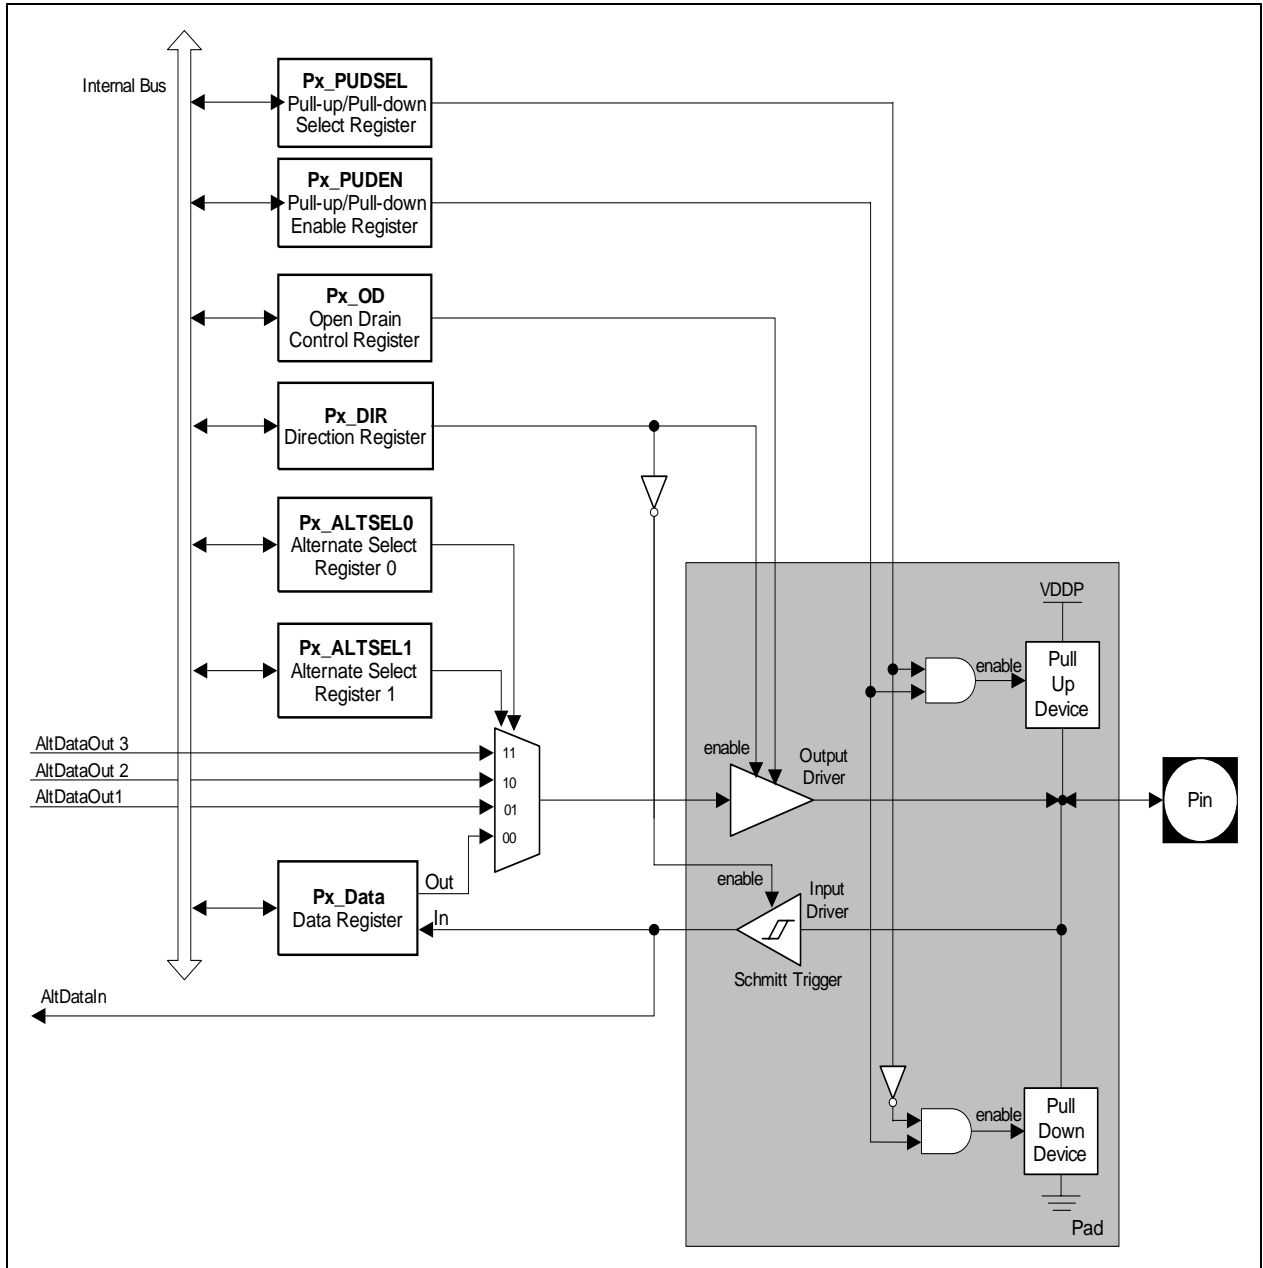 Internal Bus
Px_PUDSEL
Pull-up/Pull-down
Select Register
Px_PUDEN
Pull-up/Pull-down
Enable Register
Px_OD
Open Drain
Control Register
Px_DIR
Direction Register
Px_ALTSEL0
Alternate Select
Register 0
Px_ALTSEL1
Alternate Select
Register 1
AltDataOut 3
AltDataOut 2
AltDataOut1
11
10
01
00
Px_Data
Data Register
Out
In
AltDataIn
enable
Output
Driver
enable
Input
Driver
Schmitt Trigger
VDDP
enable
Pull
Up
Device
Pin
enable
Pull
Down
Device
Pad